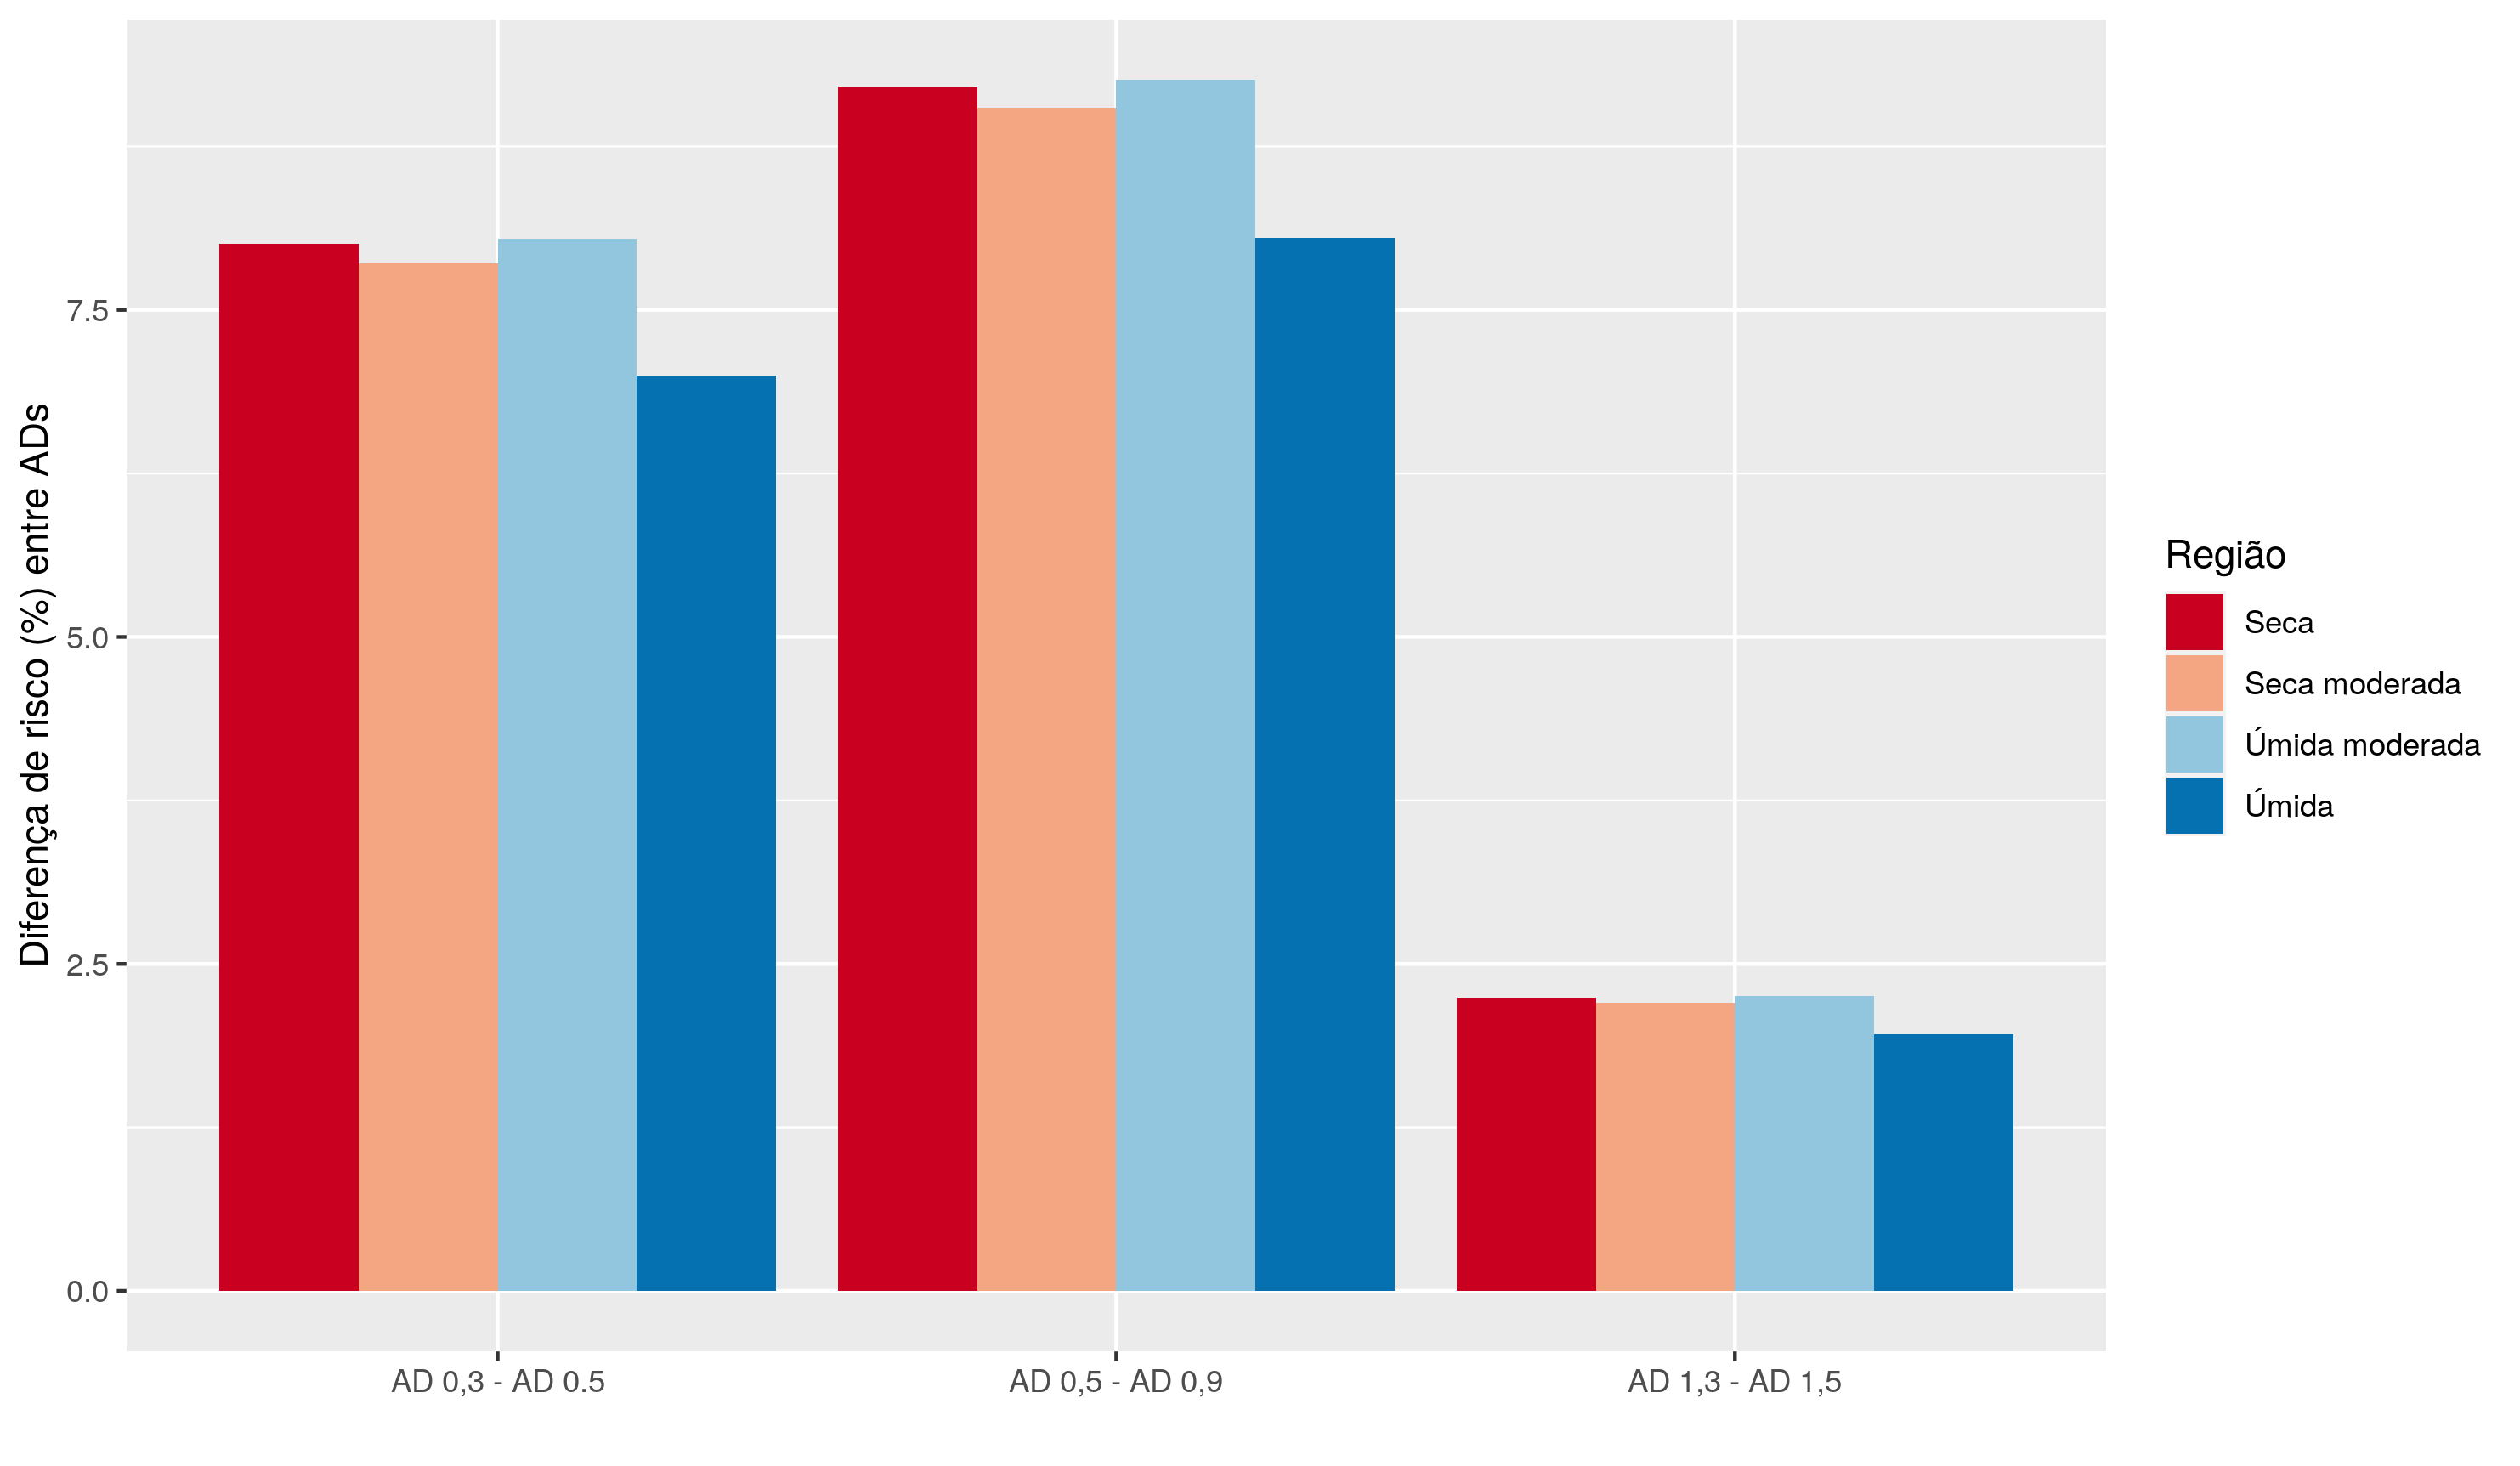 Diferença de risco (%) entre ADs
7.5
5.0
2.5
0.0
AD 0,3 - AD 0.5
AD 0,5 - AD 0,9
AD 1,3 - AD 1,5
Região
Seca
Seca moderada
Úmida moderada
Úmida